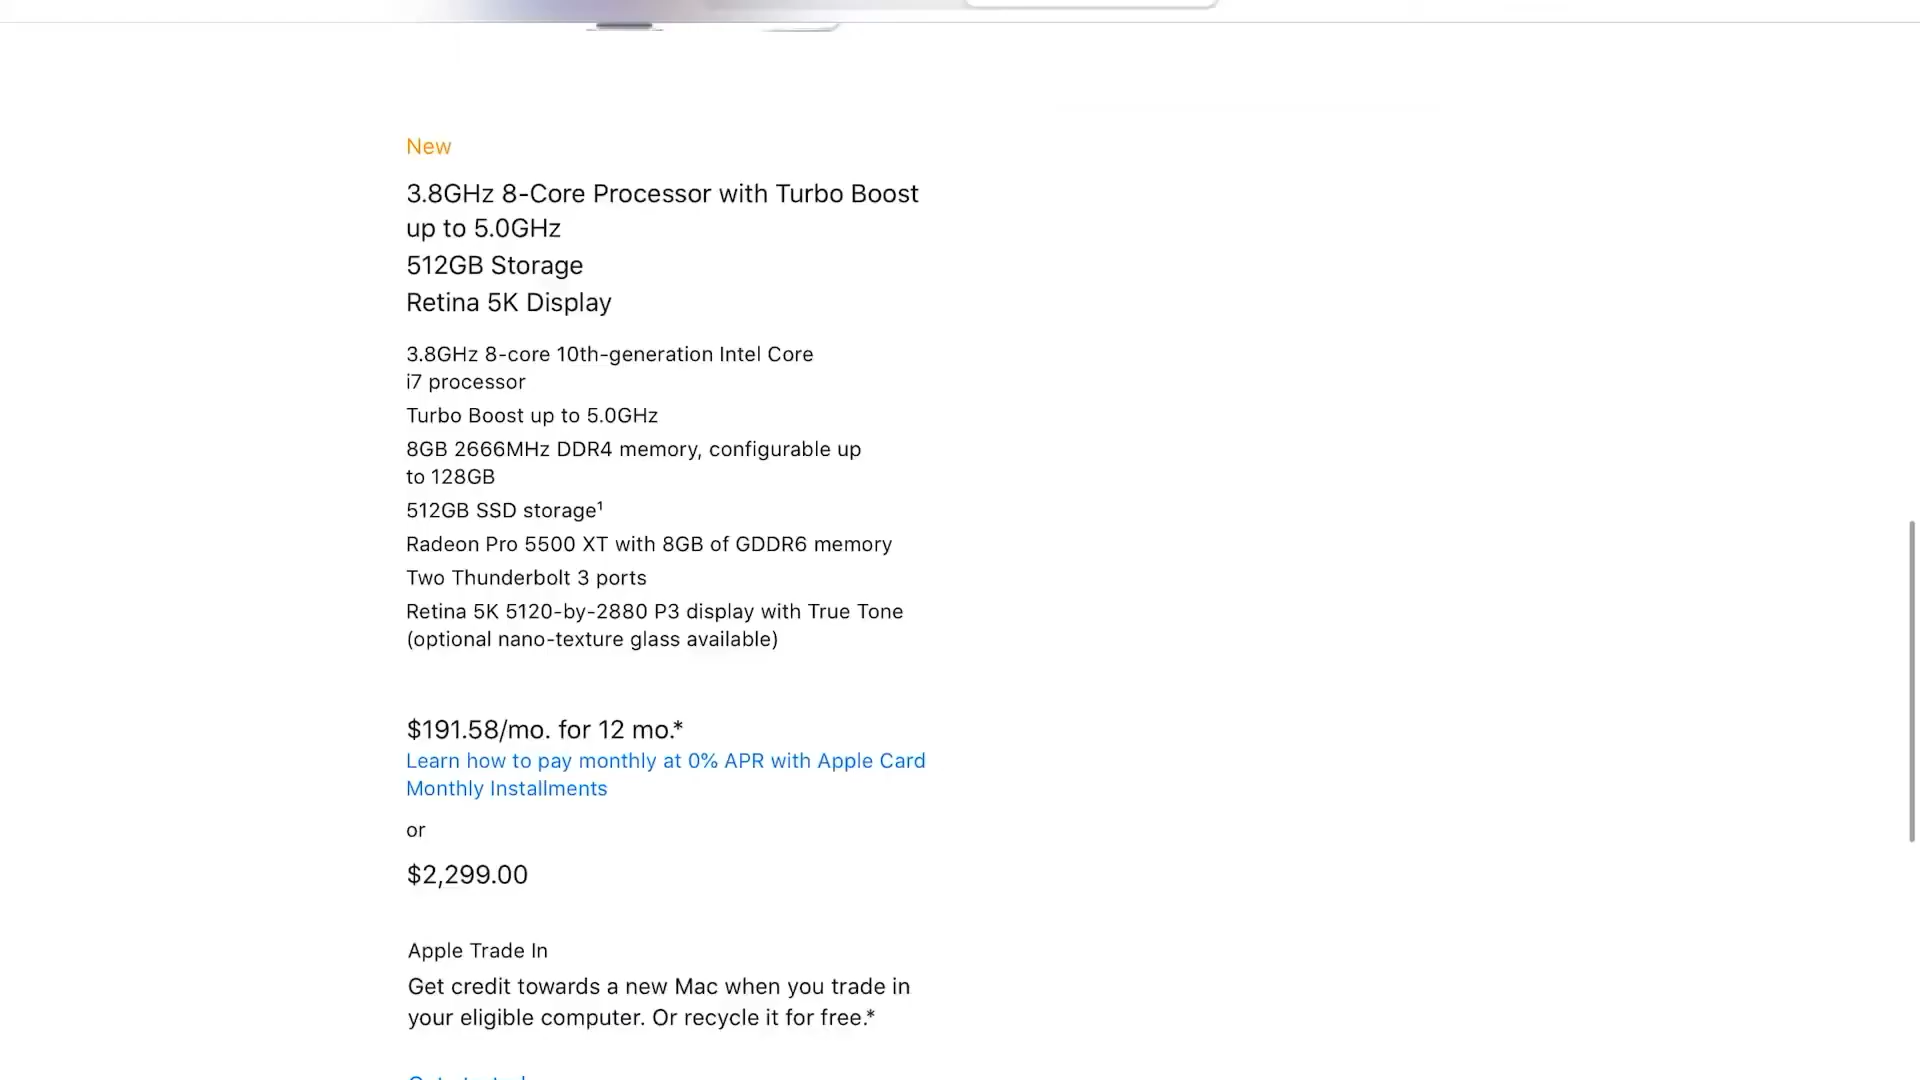 New
3.8GHz 8-Core Processor with Turbo Boost
up to 5.0GHz
512GB Storage
Retina 5K Display
3.8GHz 8-core 10th-generation Intel Core
i7 processor
Turbo Boost up to 5.0GHz
8GB 2666MHz DDR4 memory, configurable up
to 128GB
512GB SSD storage¹
Radeon Pro 5500 XT with 8GB of GDDR6 memory
Two Thunderbolt 3 ports
Retina 5K 5120-by-2880 P3 display with True Tone
(optional nano-texture glass available)
$191.58/mo. for 12 mo.*
Learn how to pay monthly at 0% APR with Apple Card
Monthly Installments
or
$2,299.00
Apple Trade In
Get credit towards a new Mac when you trade in
your eligible computer. Or recycle it for free.*